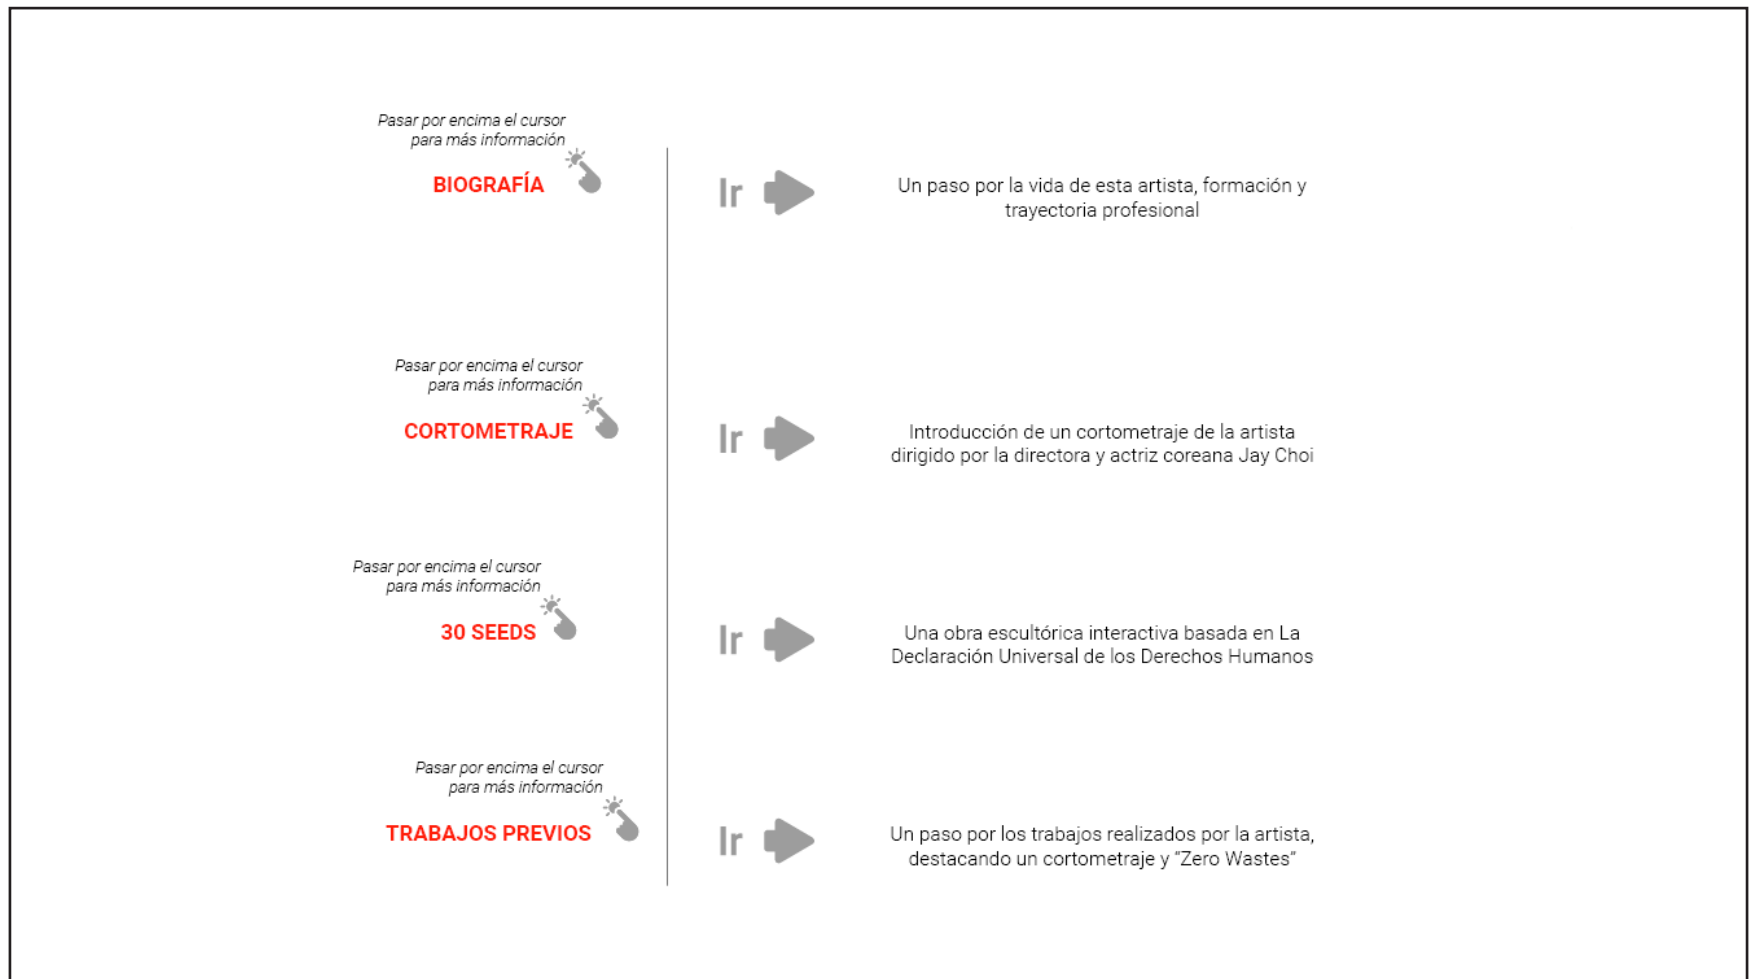 Pasar por encima el cursor
para más información
BIOGRAFÍA
Ir
Un paso por la vida de esta artista, formación y
trayectoria profesional
Pasar por encima el cursor
para más información
CORTOMETRAJE
Ir
Introducción de un cortometraje de la artista
dirigido por la directora y actriz coreana Jay Choi
Pasar por encima el cursor
para más información
30 SEEDS
Ir
Una obra escultórica interactiva basada en La
Declaración Universal de los Derechos Humanos
Pasar por encima el cursor
para más información
TRABAJOS PREVIOS
Ir
Un paso por los trabajos realizados por la artista,
destacando un cortometraje y “Zero Wastes”